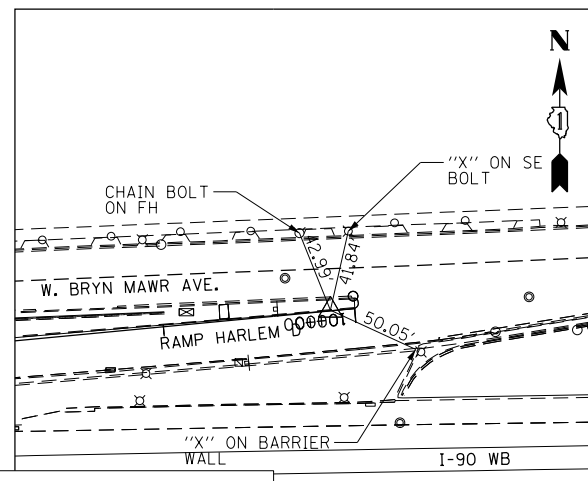 N
1
"X" ON SE
BOLT
CHAIN BOLT
ON FH
42.99'
41.84'
W. BRYN MAWR AVE.
50.05'
RAMP HARLEM
"X" ON BARRIER
WALL
I-90 WB